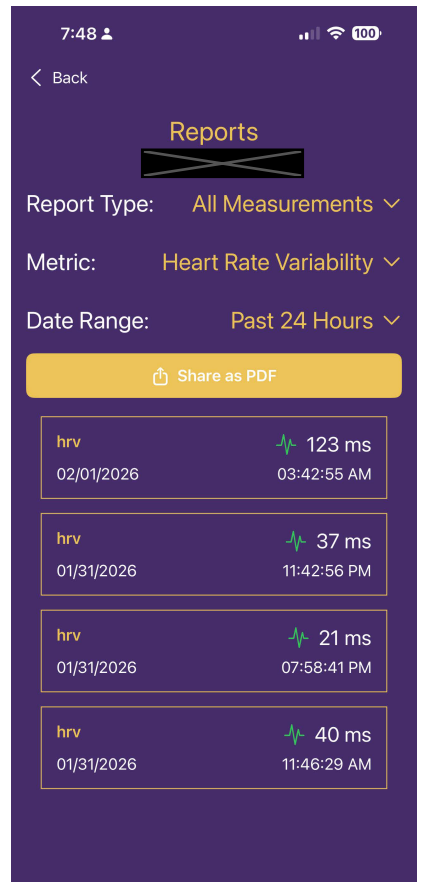 7:48 100
Back
Reports
Report Type: All Measurements
Metric: Heart Rate Variability
Date Range: Past 24 Hours
Share as PDF
hrv 123 ms
02/01/2026 03:42:55 AM
hrv 37 ms
01/31/2026 11:42:56 PM
hrv 21 ms
01/31/2026 07:58:41 PM
hrv 40 ms
01/31/2026 11:46:29 AM